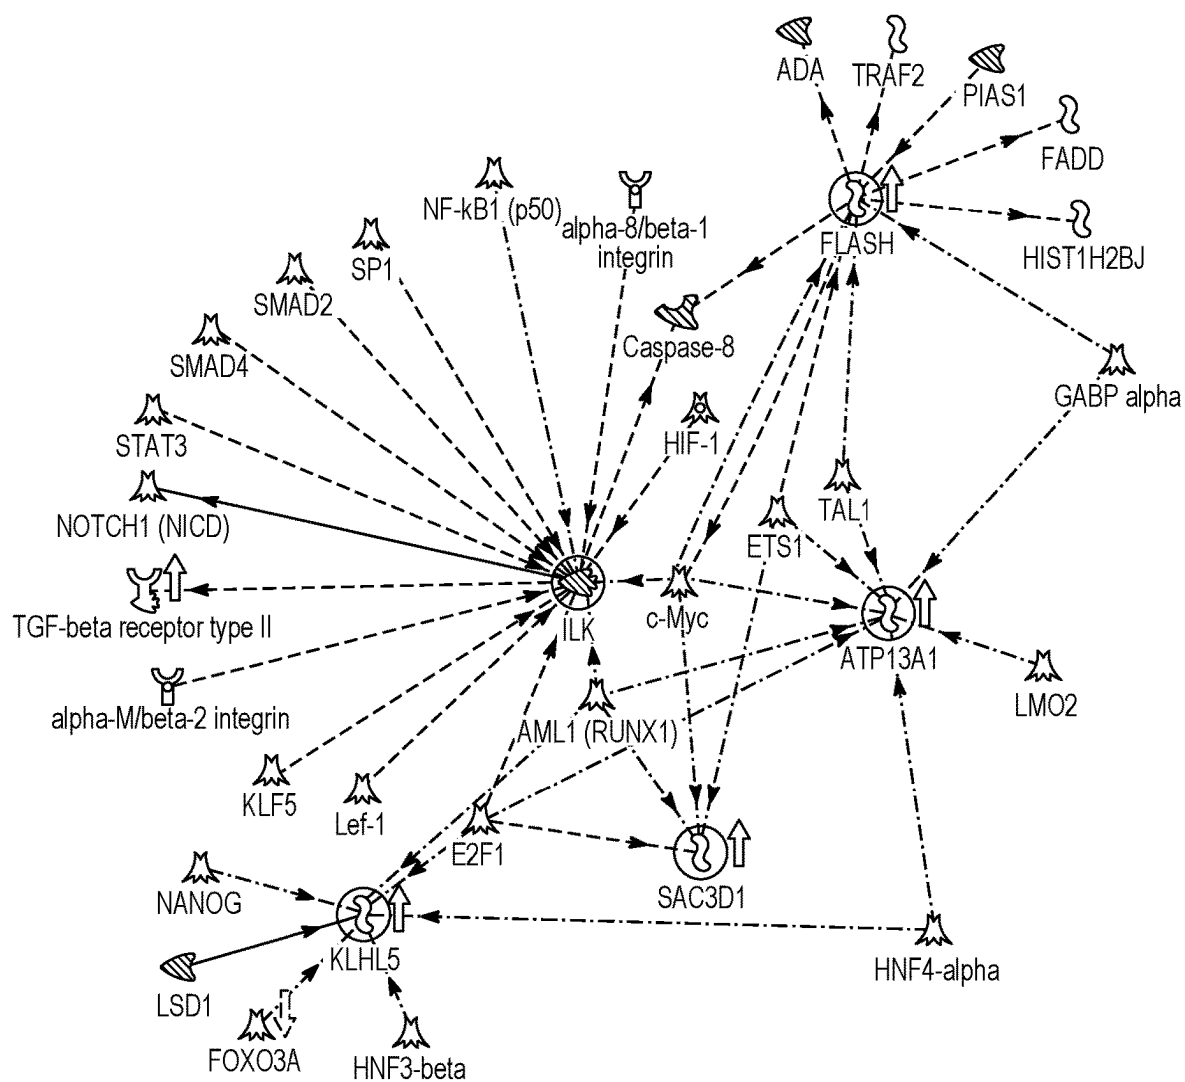 ADA
TRAF2
PIAS1
FADD
FLASH
HIST1H2BJ
NF-kB1 (p50)
alpha-8/beta-1
integrin
SP1
SMAD2
Caspase-8
SMAD4
GABP alpha
STAT3
HIF-1
NOTCH1 (NICD)
TAL1
ETS1
TGF-beta receptor type II
ILK
c-Myc
ATP13A1
LMO2
alpha-M/beta-2 integrin
AML1 (RUNX1)
KLF5
Lef-1
E2F1
SAC3D1
NANOG
KLHL5
HNF4-alpha
LSD1
FOXO3A
HNF3-beta